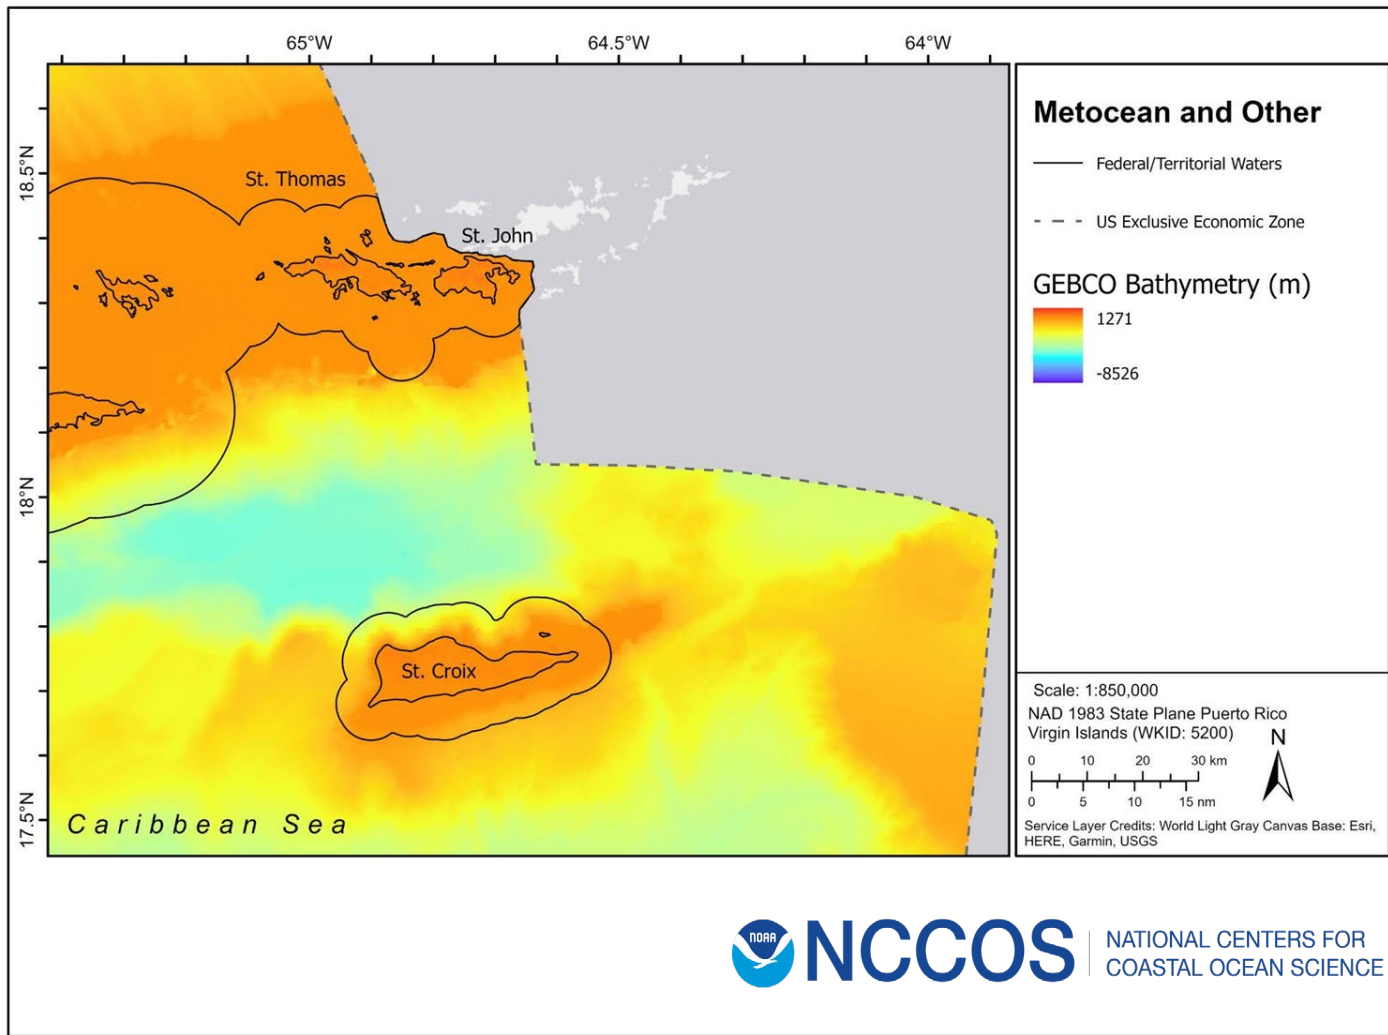 65°W
64.5°W
64°W
18.5°N
18°N
17.5°N
St. Thomas
St. John
St. Croix
Caribbean Sea
Metocean and Other
Federal/Territorial Waters
US Exclusive Economic Zone
GEBCO Bathymetry (m)
1271
-8526
Scale: 1:850,000
NAD 1983 State Plane Puerto Rico
Virgin Islands (WKID: 5200)
N
0 10 20 30 km
0 5 10 15 nm
Service Layer Credits: World Light Gray Canvas Base: Esri,
HERE, Garmin, USGS
NOAA
NCCOS
NATIONAL CENTERS FOR
COASTAL OCEAN SCIENCE